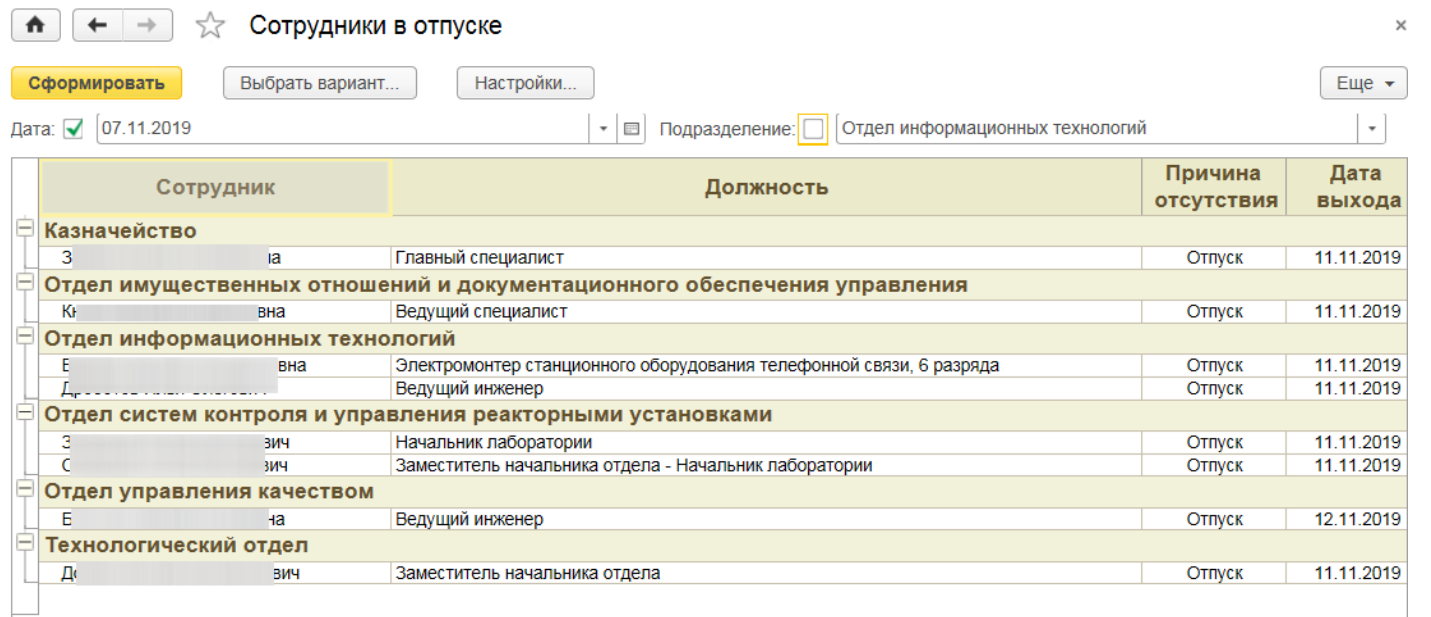 Сотрудники в отпуске
Сформировать Выбрать вариант... Настройки... Еще
Дата: 07.11.2019 Подразделение: Отдел информационных технологий
Сотрудник Должность Причина отсутствия Дата выхода
Казначейство
Главный специалист Отпуск 11.11.2019
Отдел имущественных отношений и документационного обеспечения управления
Ведущий специалист Отпуск 11.11.2019
Отдел информационных технологий
Электромонтер станционного оборудования телефонной связи, 6 разряда Отпуск 11.11.2019
Ведущий инженер Отпуск 11.11.2019
Отдел систем контроля и управления реакторными установками
Начальник лаборатории Отпуск 11.11.2019
Заместитель начальника отдела - Начальник лаборатории Отпуск 11.11.2019
Отдел управления качеством
Ведущий инженер Отпуск 12.11.2019
Технологический отдел
Заместитель начальника отдела Отпуск 11.11.2019